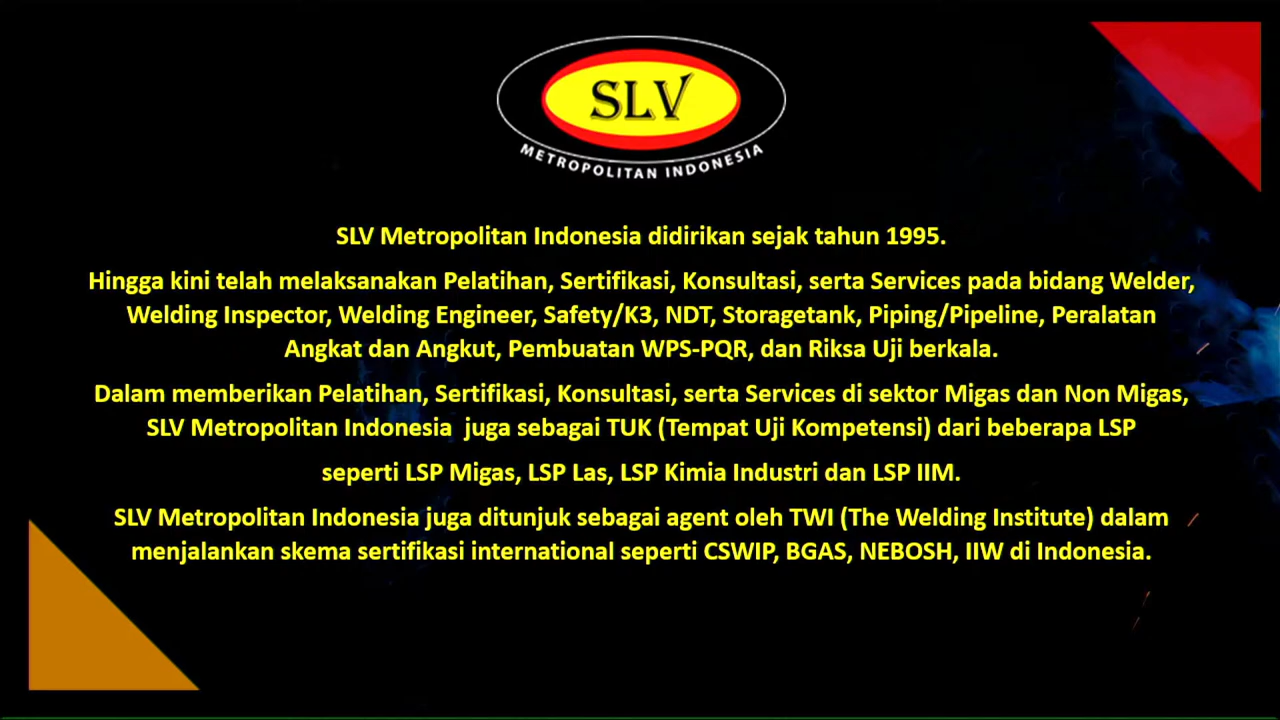 SLV
METROPOLITAN INDONESIA
SLV Metropolitan Indonesia didirikan sejak tahun 1995.
Hingga kini telah melaksanakan Pelatihan, Sertifikasi, Konsultasi, serta Services pada bidang Welder,
Welding Inspector, Welding Engineer, Safety/K3, NDT, Storagetank, Piping/Pipeline, Peralatan
Angkat dan Angkut, Pembuatan WPS-PQR, dan Riksa Uji berkala.
Dalam memberikan Pelatihan, Sertifikasi, Konsultasi, serta Services di sektor Migas dan Non Migas,
SLV Metropolitan Indonesia juga sebagai TUK (Tempat Uji Kompetensi) dari beberapa LSP
seperti LSP Migas, LSP Las, LSP Kimia Industri dan LSP IIM.
SLV Metropolitan Indonesia juga ditunjuk sebagai agent oleh TWI (The Welding Institute) dalam
menjalankan skema sertifikasi international seperti CSWIP, BGAS, NEBOSH, IIW di Indonesia.